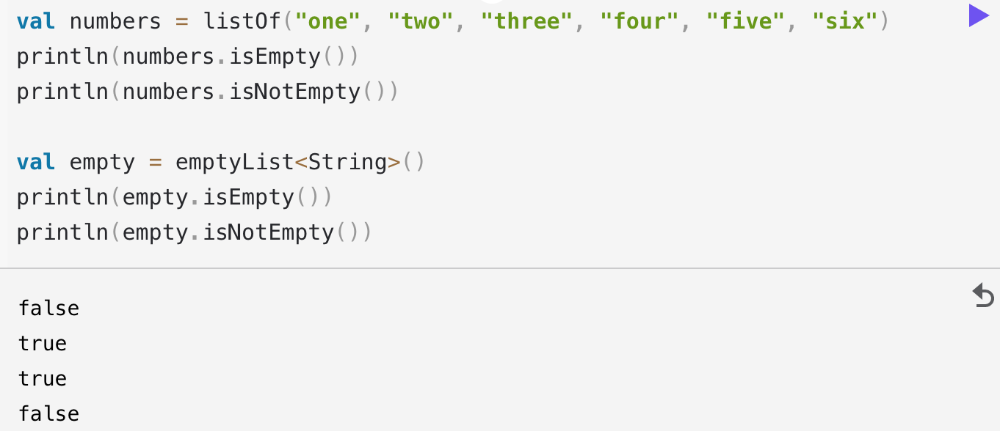 val numbers = listOf("one", "two", "three", "four", "five", "six")
println(numbers.isEmpty())
println(numbers.isNotEmpty())
val empty = emptyList<String>()
println(empty.isEmpty())
println(empty.isNotEmpty())
false
true
true
false